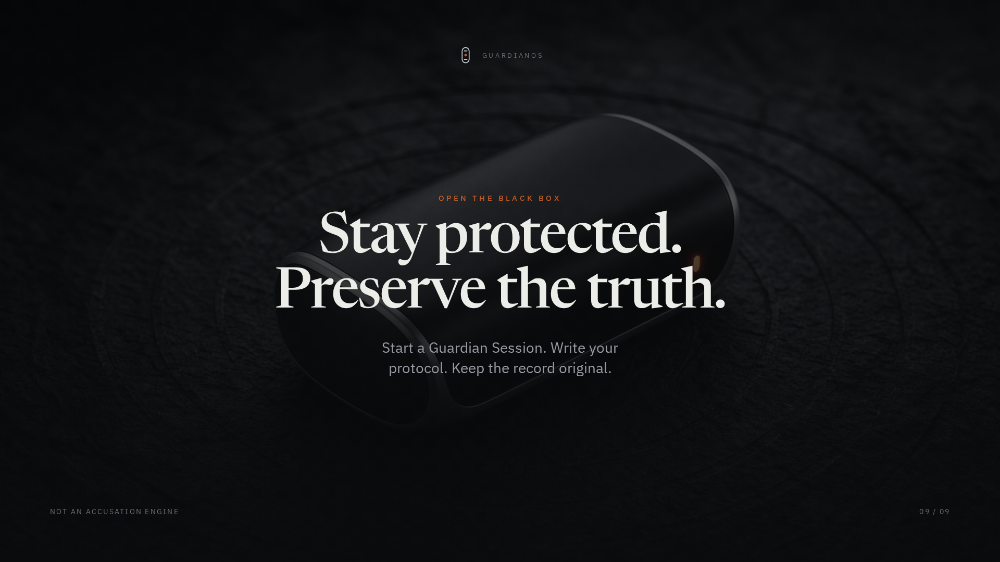 GUARDIANOS
OPEN THE BLACK BOX
Stay protected.
Preserve the truth.
Start a Guardian Session. Write your
protocol. Keep the record original.
NOT AN ACCUSATION ENGINE
09 / 09